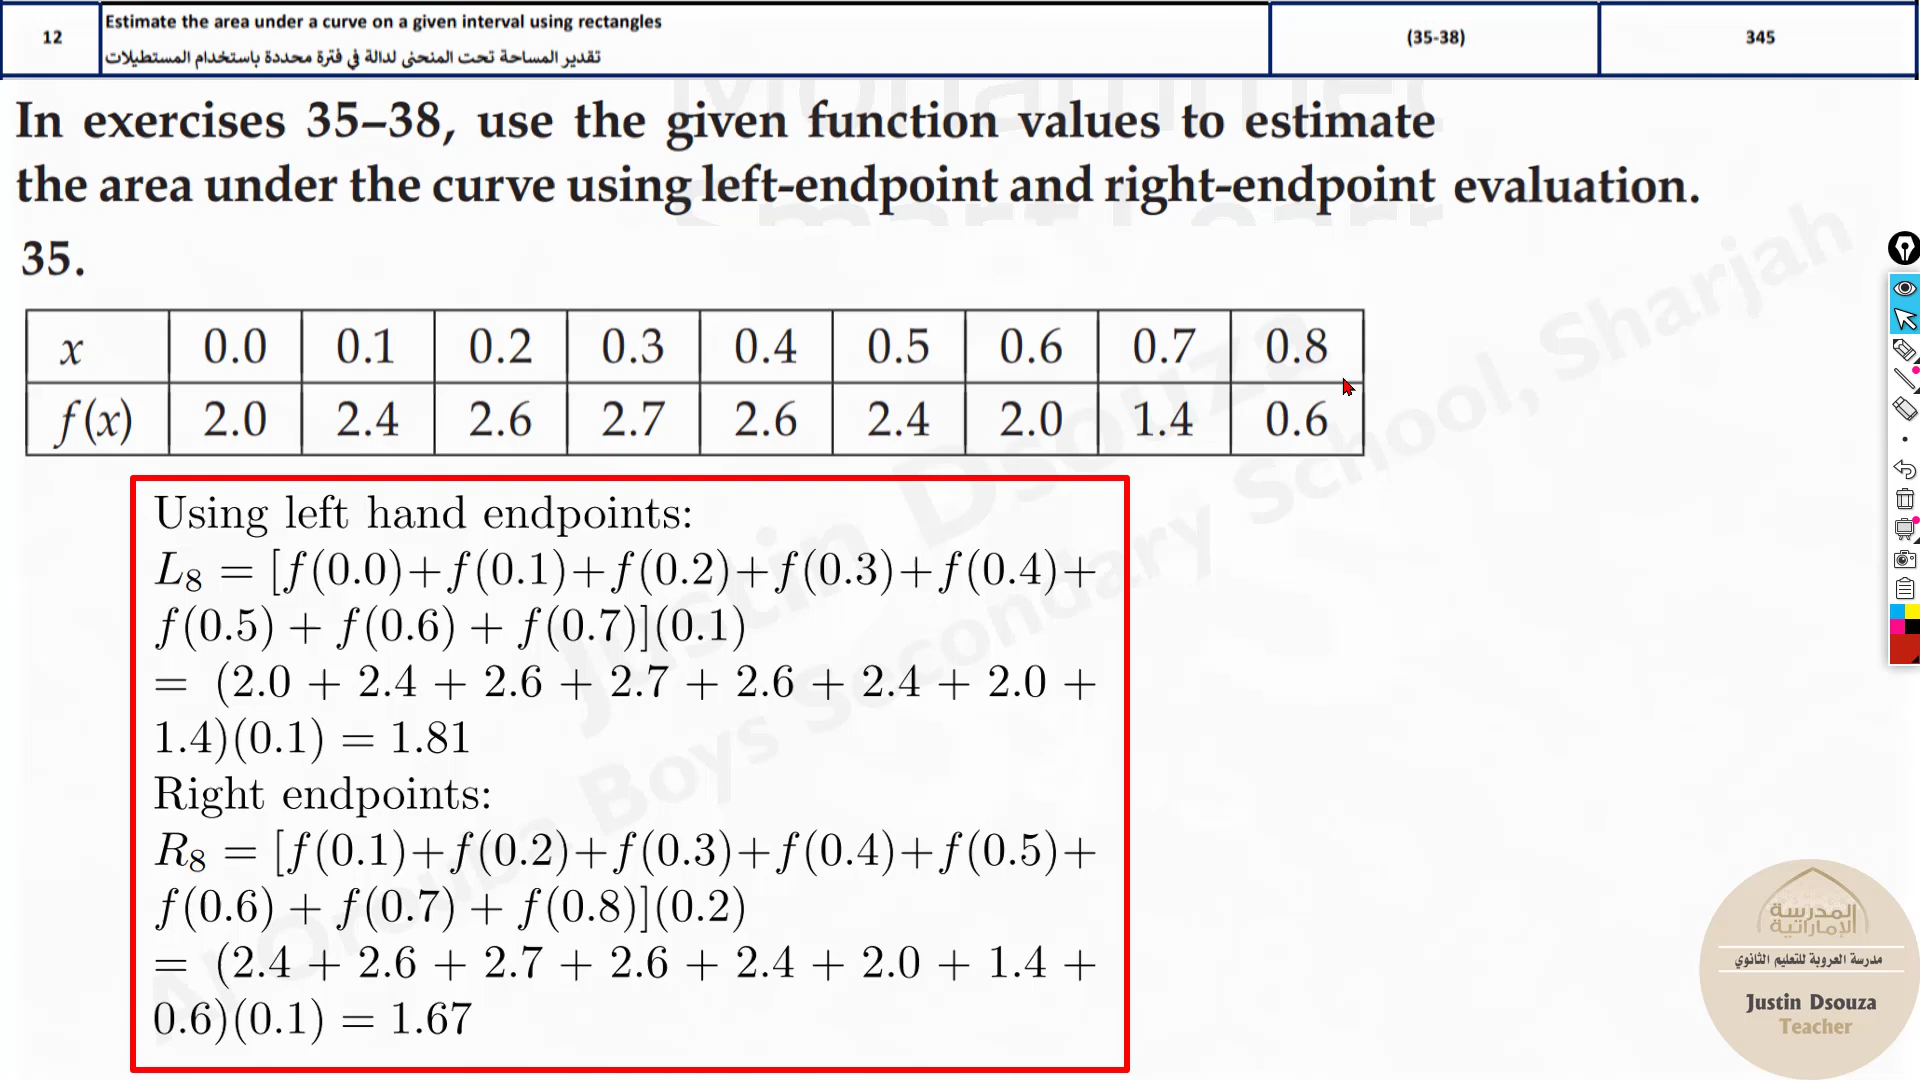 12
Estimate the area under a curve on a given interval using rectangles
تقدير المساحة تحت المنحنى لدالة في فترة محددة باستخدام المستطيلات
(35-38)
345
In exercises 35–38, use the given function values to estimate
the area under the curve using left-endpoint and right-endpoint evaluation.
35.
x 0.0 0.1 0.2 0.3 0.4 0.5 0.6 0.7 0.8
f(x) 2.0 2.4 2.6 2.7 2.6 2.4 2.0 1.4 0.6
Using left hand endpoints:
L₈ = [f(0.0)+f(0.1)+f(0.2)+f(0.3)+f(0.4)+
f(0.5) + f(0.6) + f(0.7)](0.1)
= (2.0 + 2.4 + 2.6 + 2.7 + 2.6 + 2.4 + 2.0 +
1.4)(0.1) = 1.81
Right endpoints:
R₈ = [f(0.1)+f(0.2)+f(0.3)+f(0.4)+f(0.5)+
f(0.6) + f(0.7) + f(0.8)](0.2)
= (2.4 + 2.6 + 2.7 + 2.6 + 2.4 + 2.0 + 1.4 +
0.6)(0.1) = 1.67
Justin Dsouza
Al Orouba Boys Secondary School, Sharjah
المدرسة
الإماراتية
مدرسة العروبة للتعليم الثانوي
Justin Dsouza
Teacher